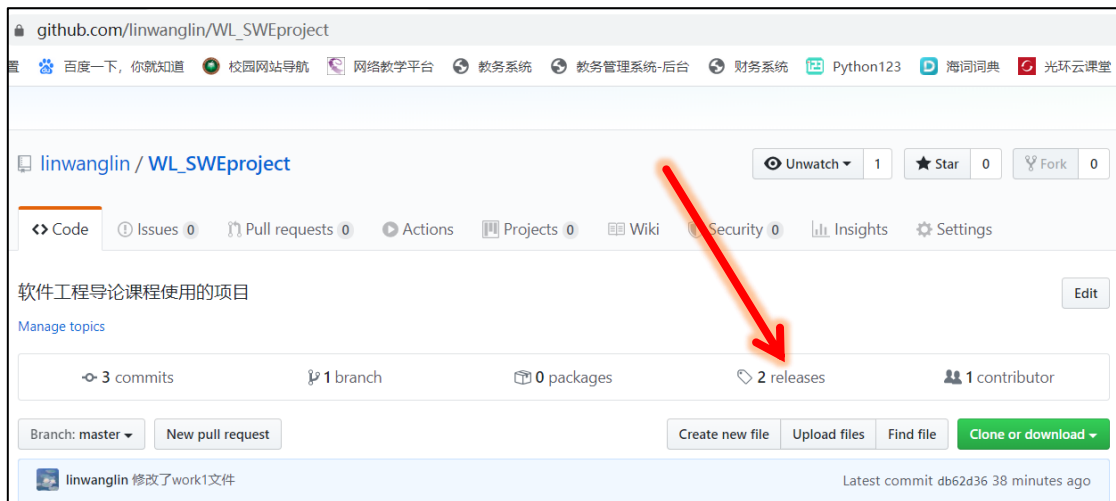 github.com/linwanglin/WL_SWEproject
置 百度一下，你就知道 校园网站导航 网络教学平台 教务系统 教务管理系统-后台 财务系统 Python123 海词词典 光环云课堂
linwanglin / WL_SWEproject Unwatch 1 Star 0 Fork 0
Code Issues 0 Pull requests 0 Actions Projects 0 Wiki Security 0 Insights Settings
软件工程导论课程使用的项目 Edit
Manage topics
3 commits 1 branch 0 packages 2 releases 1 contributor
Branch: master New pull request Create new file Upload files Find file Clone or download
linwanglin 修改了work1文件 Latest commit db62d36 38 minutes ago